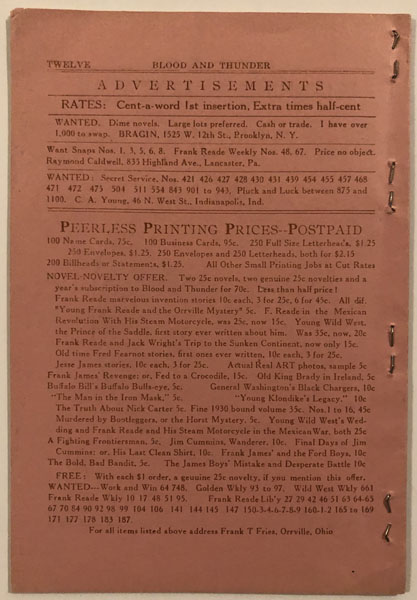 TWELVE BLOOD AND THUNDER
ADVERTISEMENTS
RATES: Cent-a-word 1st insertion, Extra times half-cent
WANTED. Dime novels. Large lots preferred. Cash or trade. I have over
1,000 to swap. BRAGIN, 1525 W. 12th St., Brooklyn, N. Y.
Want Snaps Nos. 1, 3, 5, 6, 8. Frank Reade Weekly Nos. 48, 67. Price no object.
Raymond Caldwell, 835 Highland Ave., Lancaster, Pa.
WANTED: Secret Service, Nos. 421 426 427 428 430 431 439 454 455 457 468
471 472 473 504 511 554 843 901 to 943, Pluck and Luck between 875 and
1100. C. A. Young, 46 N. West St., Indianapolis, Ind.
PEERLESS PRINTING PRICES--POSTPAID
100 Name Cards, 75c. 100 Business Cards, 95c. 250 Full Size Letterheads, $1.25
250 Envelopes, $1.25. 250 Envelopes and 250 Letterheads, both for $2.15
200 Billheads or Statements, $1.25. All Other Small Printing Jobs at Cut Rates
NOVEL-NOVELTY OFFER. Two 25c novels, two genuine 25c novelties and a
year's subscription to Blood and Thunder for 70c. Less than half price!
Frank Reade marvelous invention stories 10c each, 3 for 25c, 6 for 45c. All dif.
"Young Frank Reade and the Orrville Mystery" 5c. F. Reade in the Mexican
Revolution With His Steam Motorcycle, was 25c, now 15c. Young Wild West,
the Prince of the Saddle, first story ever written about him. Was 35c, now, 20c
Frank Reade and Jack Wright's Trip to the Sunken Continent, now only 15c.
Old time Fred Fearnot stories, first ones ever written, 10c each, 3 for 25c.
Jesse James stories, 10c each, 3 for 25c. Actual Real ART photos, sample 5c
Frank James' Revenge; or, Fed to a Crocodile, 15c. Old King Brady in Ireland, 5c
Buffalo Bill's Buffalo Bulls-eye, 5c. General Washington's Black Chargers, 10c
"The Man in the Iron Mask," 5c. "Young Klondike's Legacy." 10c
The Truth About Nick Carter 5c. Fine 1930 bound volume 35c. Nos. 1 to 16, 45c
Murdered by Bootleggers, or the Horst Mystery. 5c. Young Wild West's Wed-
ding and Frank Reade and His Steam Motorcycle in the Mexican War, both 25c
A Fighting Frontiersman, 5c. Jim Cummins, Wanderer, 10c. Final Days of Jim
Cummins; or, His Last Clean Shirt, 10c. Frank James' and the Ford Boys, 10c
The Bold, Bad Bandit, 5c. The James Boys' Mistake and Desperate Battle 10c
FREE: With each $1 order, a genuine 25c novelty, if you mention this offer.
WANTED---Work and Win 64 748. Golden Wkly 93 to 97. Wild West Wkly 661
Frank Reade Wkly 10 17 48 51 95. Frank Reade Lib'y 27 29 42 46 51 63 64-65
67 70 84 90 92 98 99 104 106 141 144 145 147 150-3-4-6-7-8-9 160-1-2 165 to 169
171 177 178 183 187.
For all items listed above address Frank T Fries, Orrville, Ohio